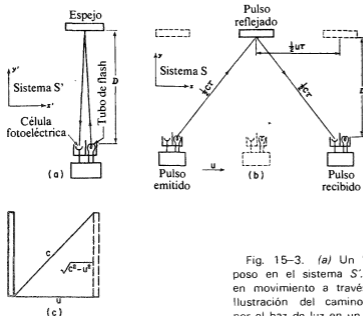 Espejo
y'
Sistema S'
x'
D
Tubo de flash
Célula
fotoeléctrica
(a)
Pulso
reflejado
½uτ
y
Sistema S
x
½cτ
½cτ
D
u
Pulso
emitido
(b)
Pulso
recibido
c
√c²-u²
u
(c)
Fig. 15-3. (a) Un
poso en el sistema S'.
en movimiento a travé
Ilustración del camino
por el haz de luz en un